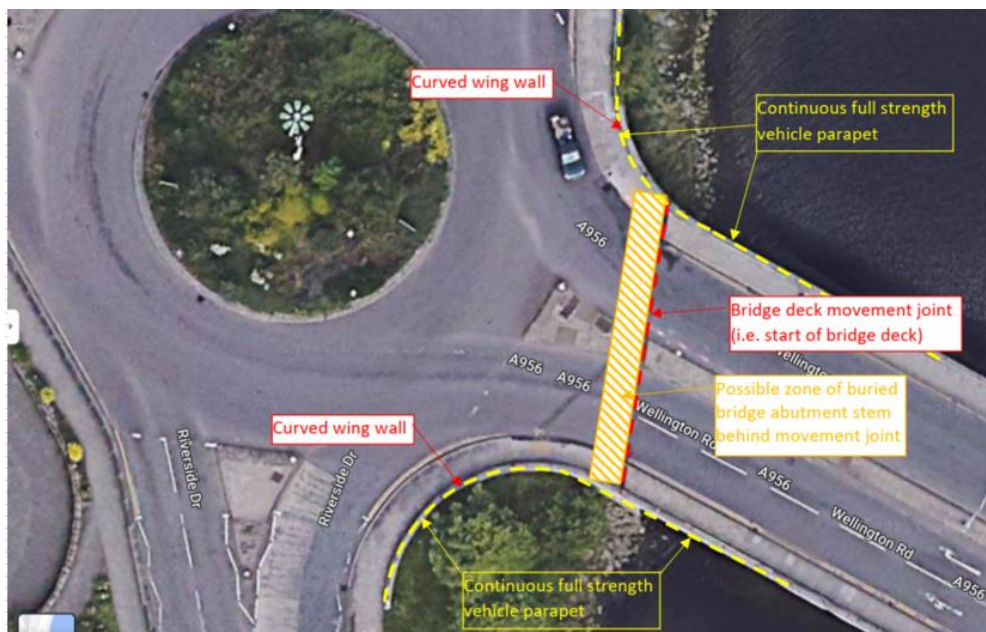 Curved wing wall
Continuous full strength
vehicle parapet
A956
Bridge deck movement joint
(i.e. start of bridge deck)
Wellington
A956
A956
Possible zone of buried
bridge abutment stem
behind movement joint
Wellington Rd
Curved wing wall
A956
Riverside Dr
Riverside Dr
Wellington Rd
A956
Continuous full strength
vehicle parapet